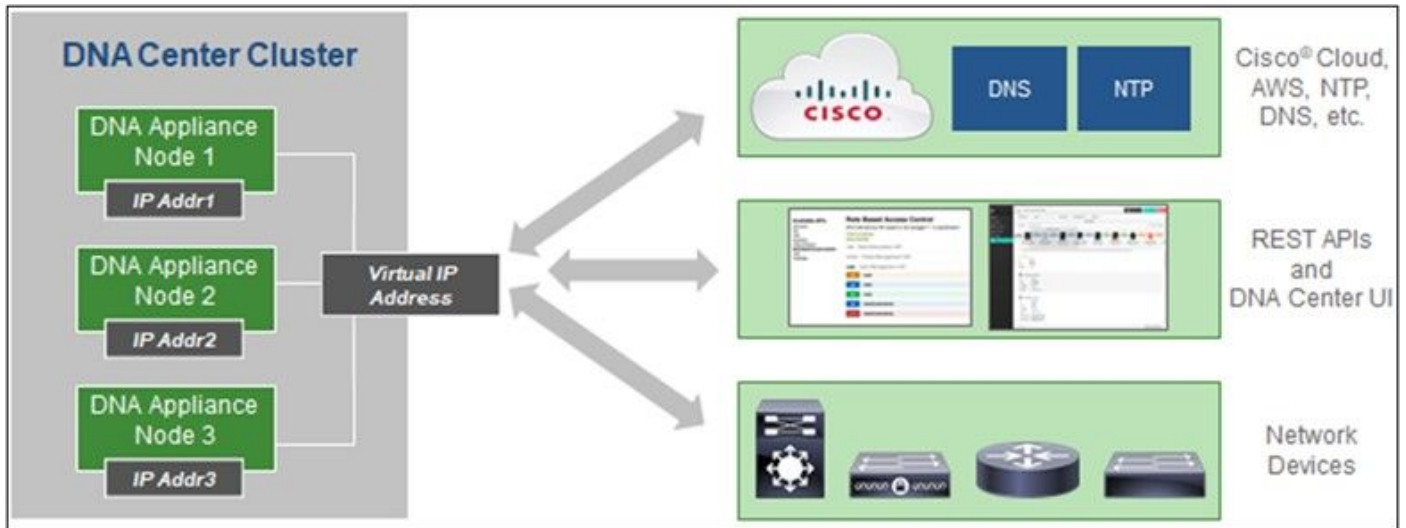 DNA Center Cluster
DNA Appliance
Node 1
IP Addr1
DNA Appliance
Node 2
IP Addr2
DNA Appliance
Node 3
IP Addr3
Virtual IP
Address
CISCO
DNS
NTP
Cisco® Cloud,
AWS, NTP,
DNS, etc.
Role Based Access Control
REST APIs
and
DNA Center UI
Network
Devices